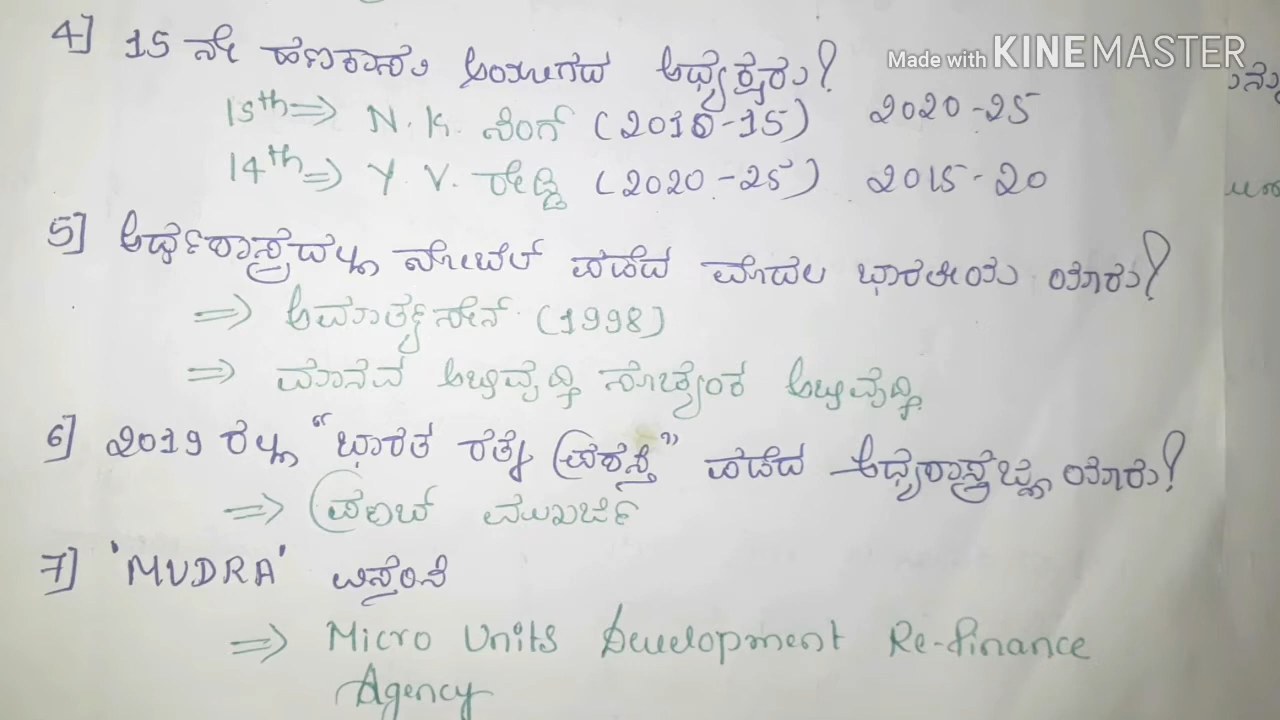 Made with KINEMASTER
4] 15 ನೇ ಹಣಕಾಸು ಆಯೋಗದ ಅಧ್ಯಕ್ಷರು?
15th ⇒ N. K. ಸಿಂಗ್ (2010-15) 2020-25
14th ⇒ Y. V. ರೇಡ್ಡಿ (2020-25) 2015-20
5] ಅರ್ಥಶಾಸ್ತ್ರದಲ್ಲಿ ನೋಬೆಲ್ ಪಡೆದ ಮೊದಲ ಭಾರತೀಯ ಯಾರು?
⇒ ಅಮಾರ್ತ್ಯಸೇನ್ (1998)
⇒ ಮಾನವ ಅಭಿವೃದ್ಧಿ ಸೂಚ್ಯಂಕ ಅಭಿವೃದ್ಧಿ
6] 2019 ರಲ್ಲಿ "ಭಾರತ ರತ್ನ ಪ್ರಶಸ್ತಿ" ಪಡೆದ ಅರ್ಥಶಾಸ್ತ್ರಜ್ಞ ಯಾರು?
⇒ ಪ್ರಣಬ್ ಮುಖರ್ಜಿ
7] 'MUDRA' ವಿಸ್ತರಿಸಿ
⇒ Micro Units Development Re-finance
Agency